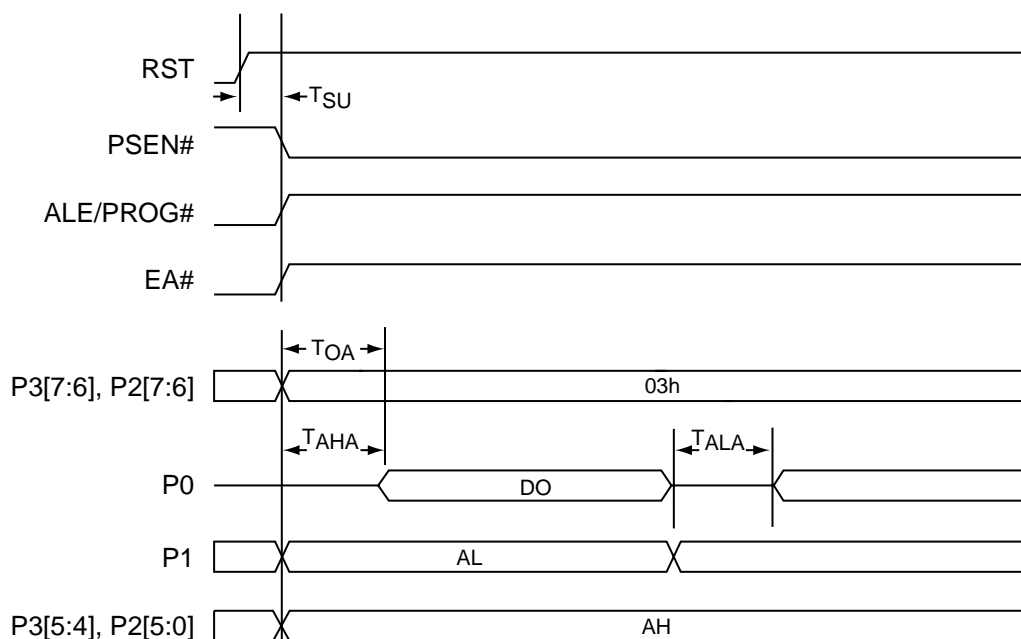 RST
TSU
PSEN#
ALE/PROG#
EA#
TOA
P3[7:6], P2[7:6]
03h
TAHA
TALA
P0
DO
P1
AL
P3[5:4], P2[5:0]
AH